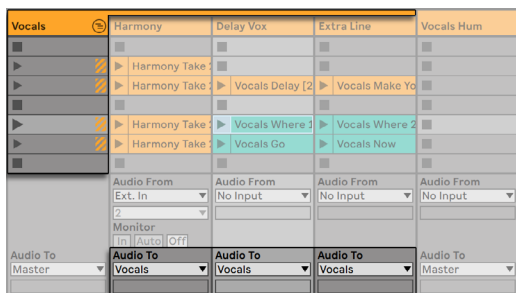 Vocals Harmony Delay Vox Extra Line Vocals Hum
Harmony Take
Harmony Take Vocals Delay [2 Vocals Make Yo
Harmony Take Vocals Where 1 Vocals Where 2
Harmony Take Vocals Go Vocals Now
Audio From Audio From Audio From Audio From
Ext. In No Input No Input No Input
2
Monitor
In Auto Off
Audio To Audio To Audio To Audio To Audio To
Master Vocals Vocals Vocals Master